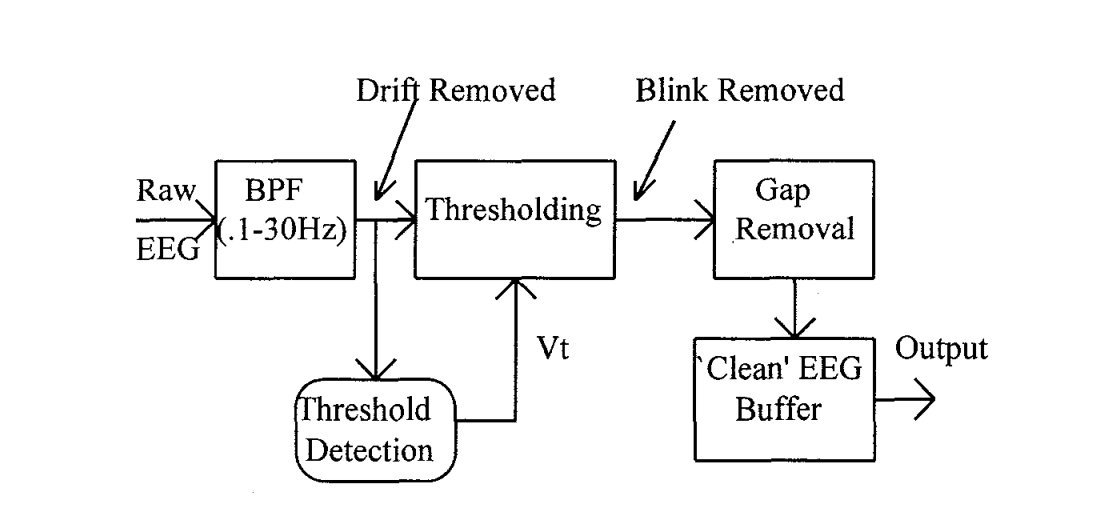 Drift Removed
Blink Removed
Raw
EEG
BPF
(.1-30Hz)
Thresholding
Gap
Removal
Vt
Threshold
Detection
`Clean' EEG
Buffer
Output